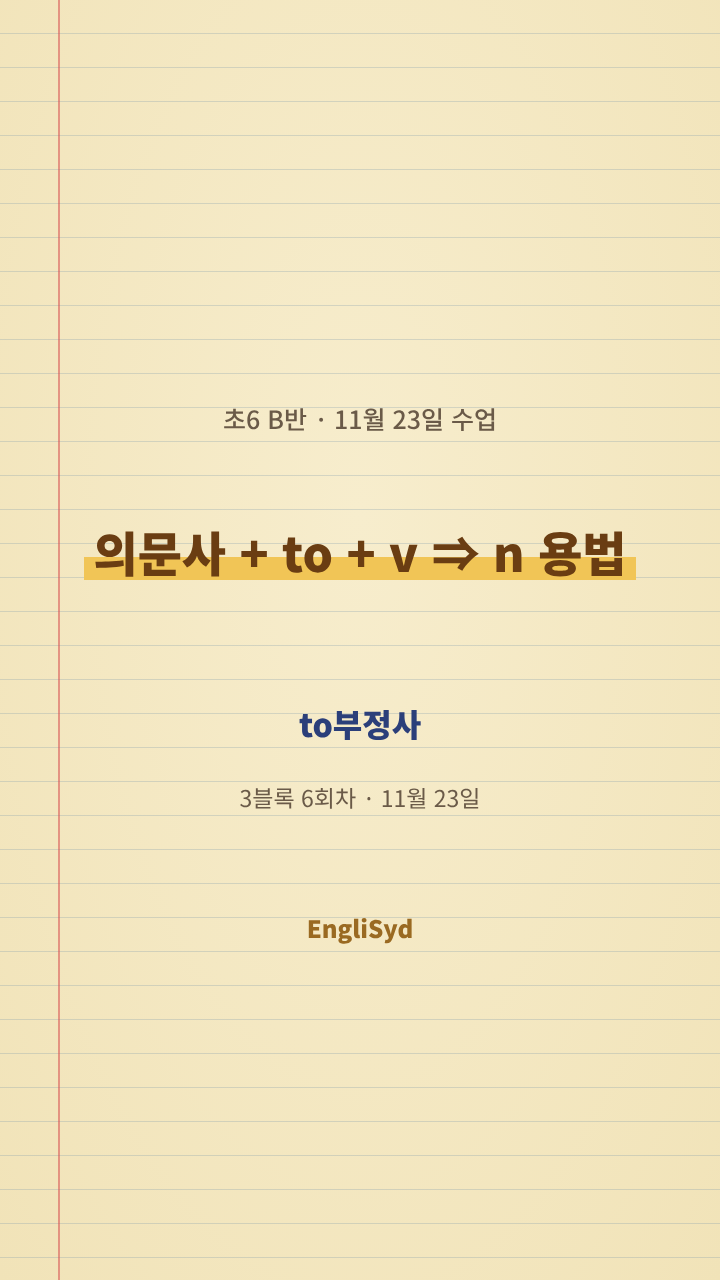 초6 B반 · 11월 23일 수업
의문사 + to + v ⇒ n 용법
to부정사
3블록 6회차 · 11월 23일
EngliSyd